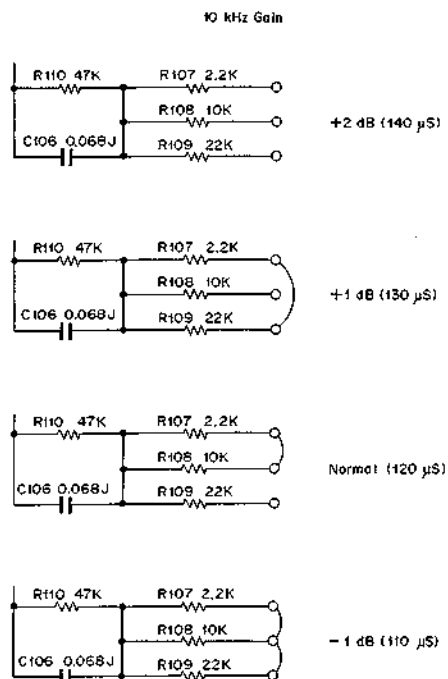 10 kHz Gain
R110 47K R107 2.2K
R108 10K
C106 0.068J R109 22K
+2 dB (140 µS)
R110 47K R107 2.2K
R108 10K
C106 0.068J R109 22K
+1 dB (130 µS)
R110 47K R107 2.2K
R108 10K
C106 0.068J R109 22K
Normal (120 µS)
R110 47K R107 2.2K
R108 10K
C106 0.068J R109 22K
-1 dB (110 µS)